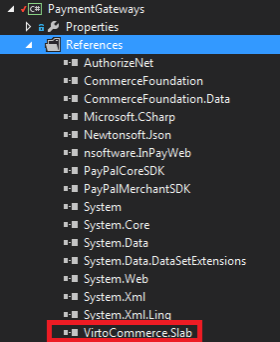 PaymentGateways
Properties
References
AuthorizeNet
CommerceFoundation
CommerceFoundation.Data
Microsoft.CSharp
Newtonsoft.Json
nsoftware.InPayWeb
PayPalCoreSDK
PayPalMerchantSDK
System
System.Core
System.Data
System.Data.DataSetExtensions
System.Web
System.Xml
System.Xml.Linq
VirtoCommerce.Slab